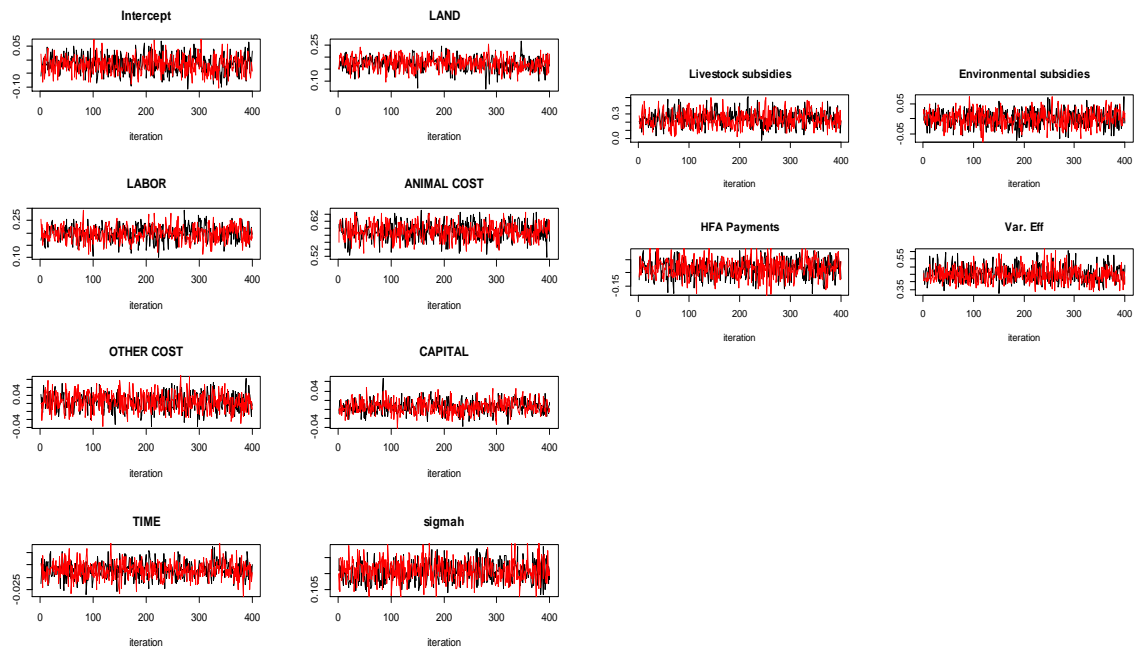 Intercept
0.05
-0.10
0 100 200 300 400
iteration
LAND
0.25
0.10
0 100 200 300 400
iteration
LABOR
0.25
0.10
0 100 200 300 400
iteration
ANIMAL COST
0.62
0.52
0 100 200 300 400
iteration
OTHER COST
0.04
-0.04
0 100 200 300 400
iteration
CAPITAL
0.04
-0.04
0 100 200 300 400
iteration
TIME
-0.025
0 100 200 300 400
iteration
sigmah
0.105
0 100 200 300 400
iteration
Livestock subsidies
0.3
0.0
0 100 200 300 400
iteration
Environmental subsidies
0.05
-0.05
0 100 200 300 400
iteration
HFA Payments
-0.15
0 100 200 300 400
iteration
Var. Eff
0.55
0.35
0 100 200 300 400
iteration